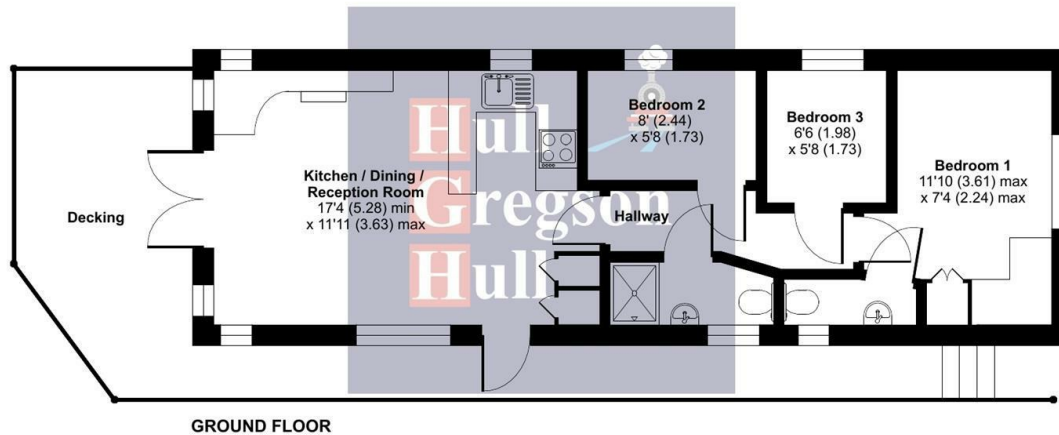 Bedroom 2
8' (2.44)
x 5'8 (1.73)
Bedroom 3
6'6 (1.98)
x 5'8 (1.73)
Bedroom 1
11'10 (3.61) max
x 7'4 (2.24) max
Kitchen / Dining /
Reception Room
17'4 (5.28) min
x 11'11 (3.63) max
Decking
Hallway
Hull
Gregson
Hull
GROUND FLOOR